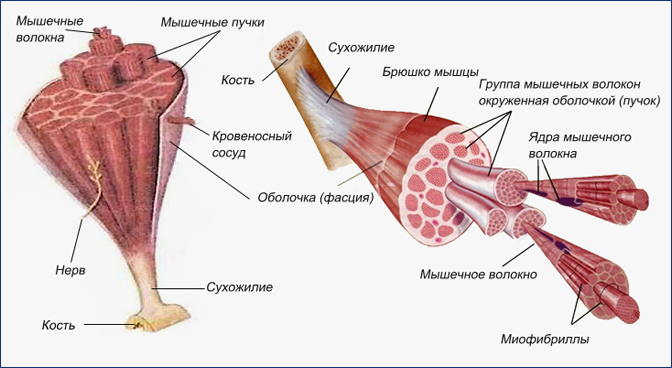 Мышечные
волокна
Мышечные пучки
Кровеносный
сосуд
Оболочка (фасция)
Нерв
Сухожилие
Кость
Сухожилие
Кость
Брюшко мышцы
Группа мышечных волокон
окруженная оболочкой (пучок)
Ядра мышечного
волокна
Мышечное волокно
Миофибриллы